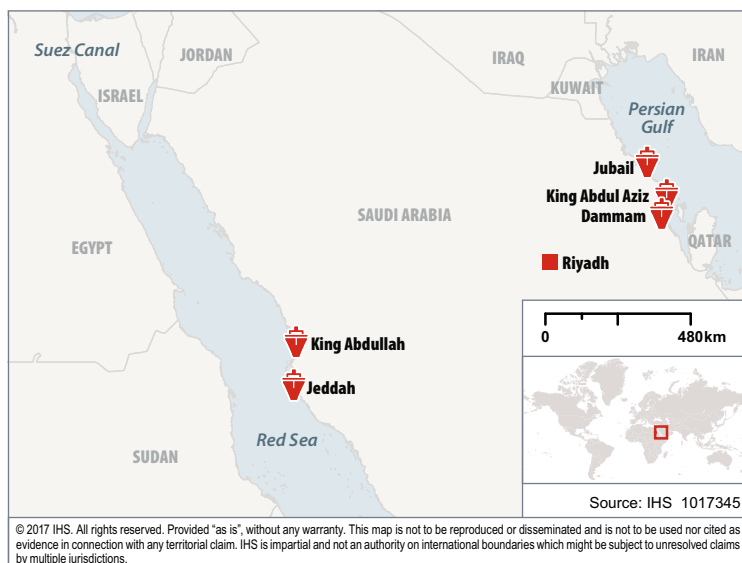 Suez Canal
JORDAN
IRAQ
IRAN
ISRAEL
KUWAIT
Persian
Gulf
Jubail
King Abdul Aziz
Dammam
SAUDI ARABIA
QATAR
EGYPT
Riyadh
King Abdullah
Jeddah
Red Sea
SUDAN
0
480km
Source: IHS 1017345
© 2017 IHS. All rights reserved. Provided “as is”, without any warranty. This map is not to be reproduced or disseminated and is not to be used nor cited as
evidence in connection with any territorial claim. IHS is impartial and not an authority on international boundaries which might be subject to unresolved claims
by multiple jurisdictions.